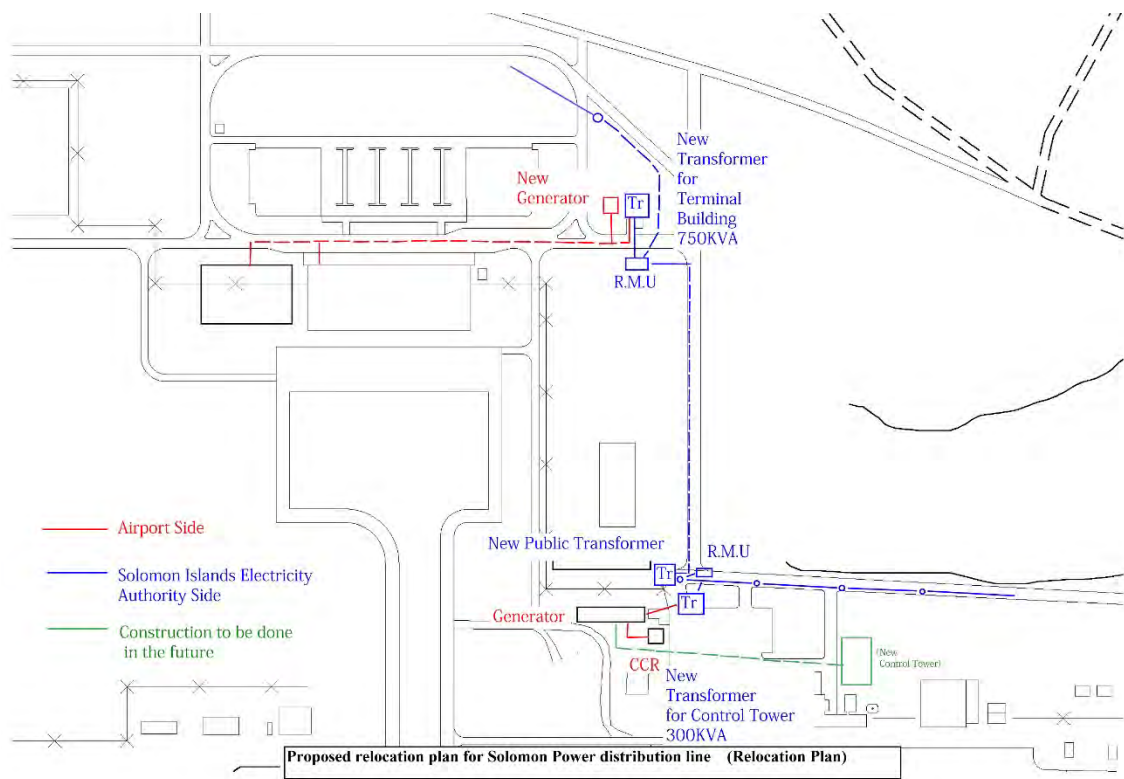 New
Transformer
for
Terminal
Building
750KVA
New
Generator
Tr
R.M.U
Airport Side
Solomon Islands Electricity
Authority Side
Construction to be done
in the future
New Public Transformer
R.M.U
Tr
Tr
Generator
CCR
(New
Control Tower)
New
Transformer
for Control Tower
300KVA
Proposed relocation plan for Solomon Power distribution line (Relocation Plan)